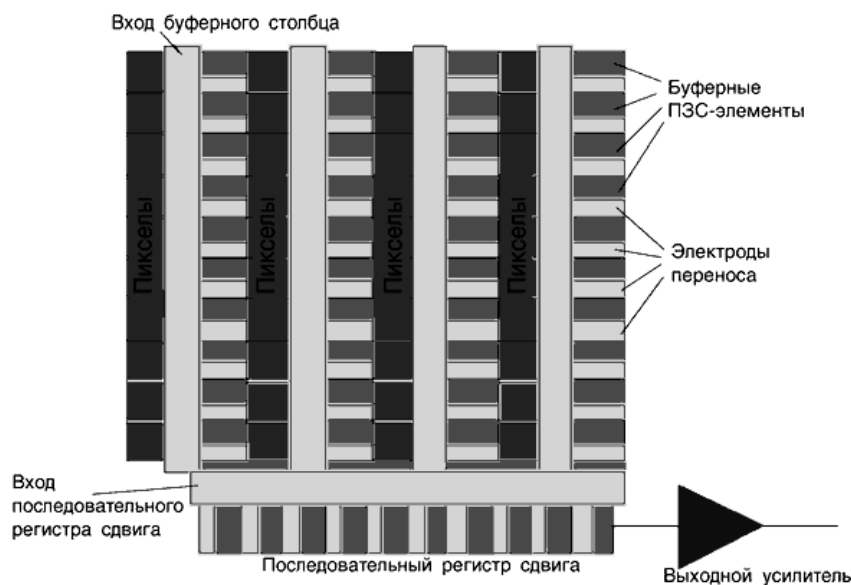 Вход буферного столбца
Буферные
ПЗС-элементы
Пикселы
Пикселы
Пикселы
Пикселы
Электроды
переноса
Вход
последовательного
регистра сдвига
Последовательный регистр сдвига
Выходной усилитель